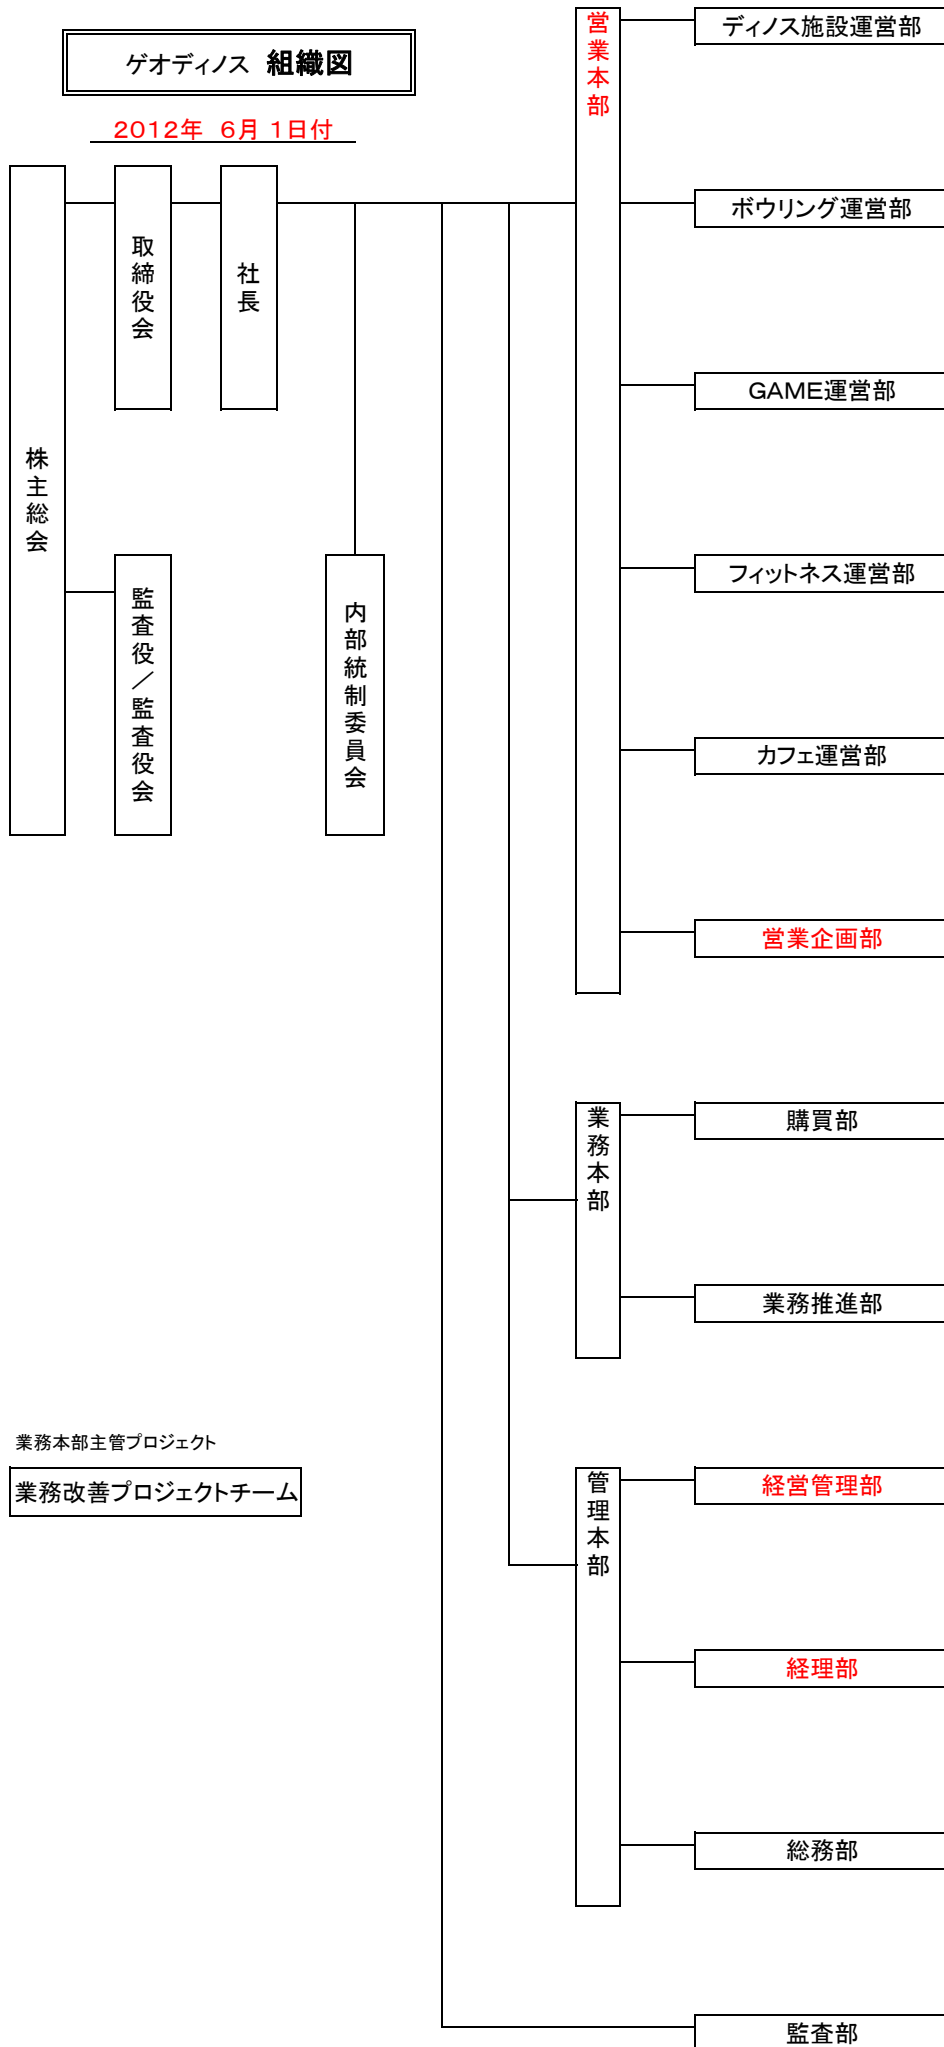 ゲオディノス 組織図
2012年 6月 1日付
株主総会
取締役会
社長
監査役／監査役会
内部統制委員会
営業本部
ディノス施設運営部
ボウリング運営部
GAME運営部
フィットネス運営部
カフェ運営部
営業企画部
業務本部
購買部
業務推進部
業務本部主管プロジェクト
業務改善プロジェクトチーム
管理本部
経営管理部
経理部
総務部
監査部